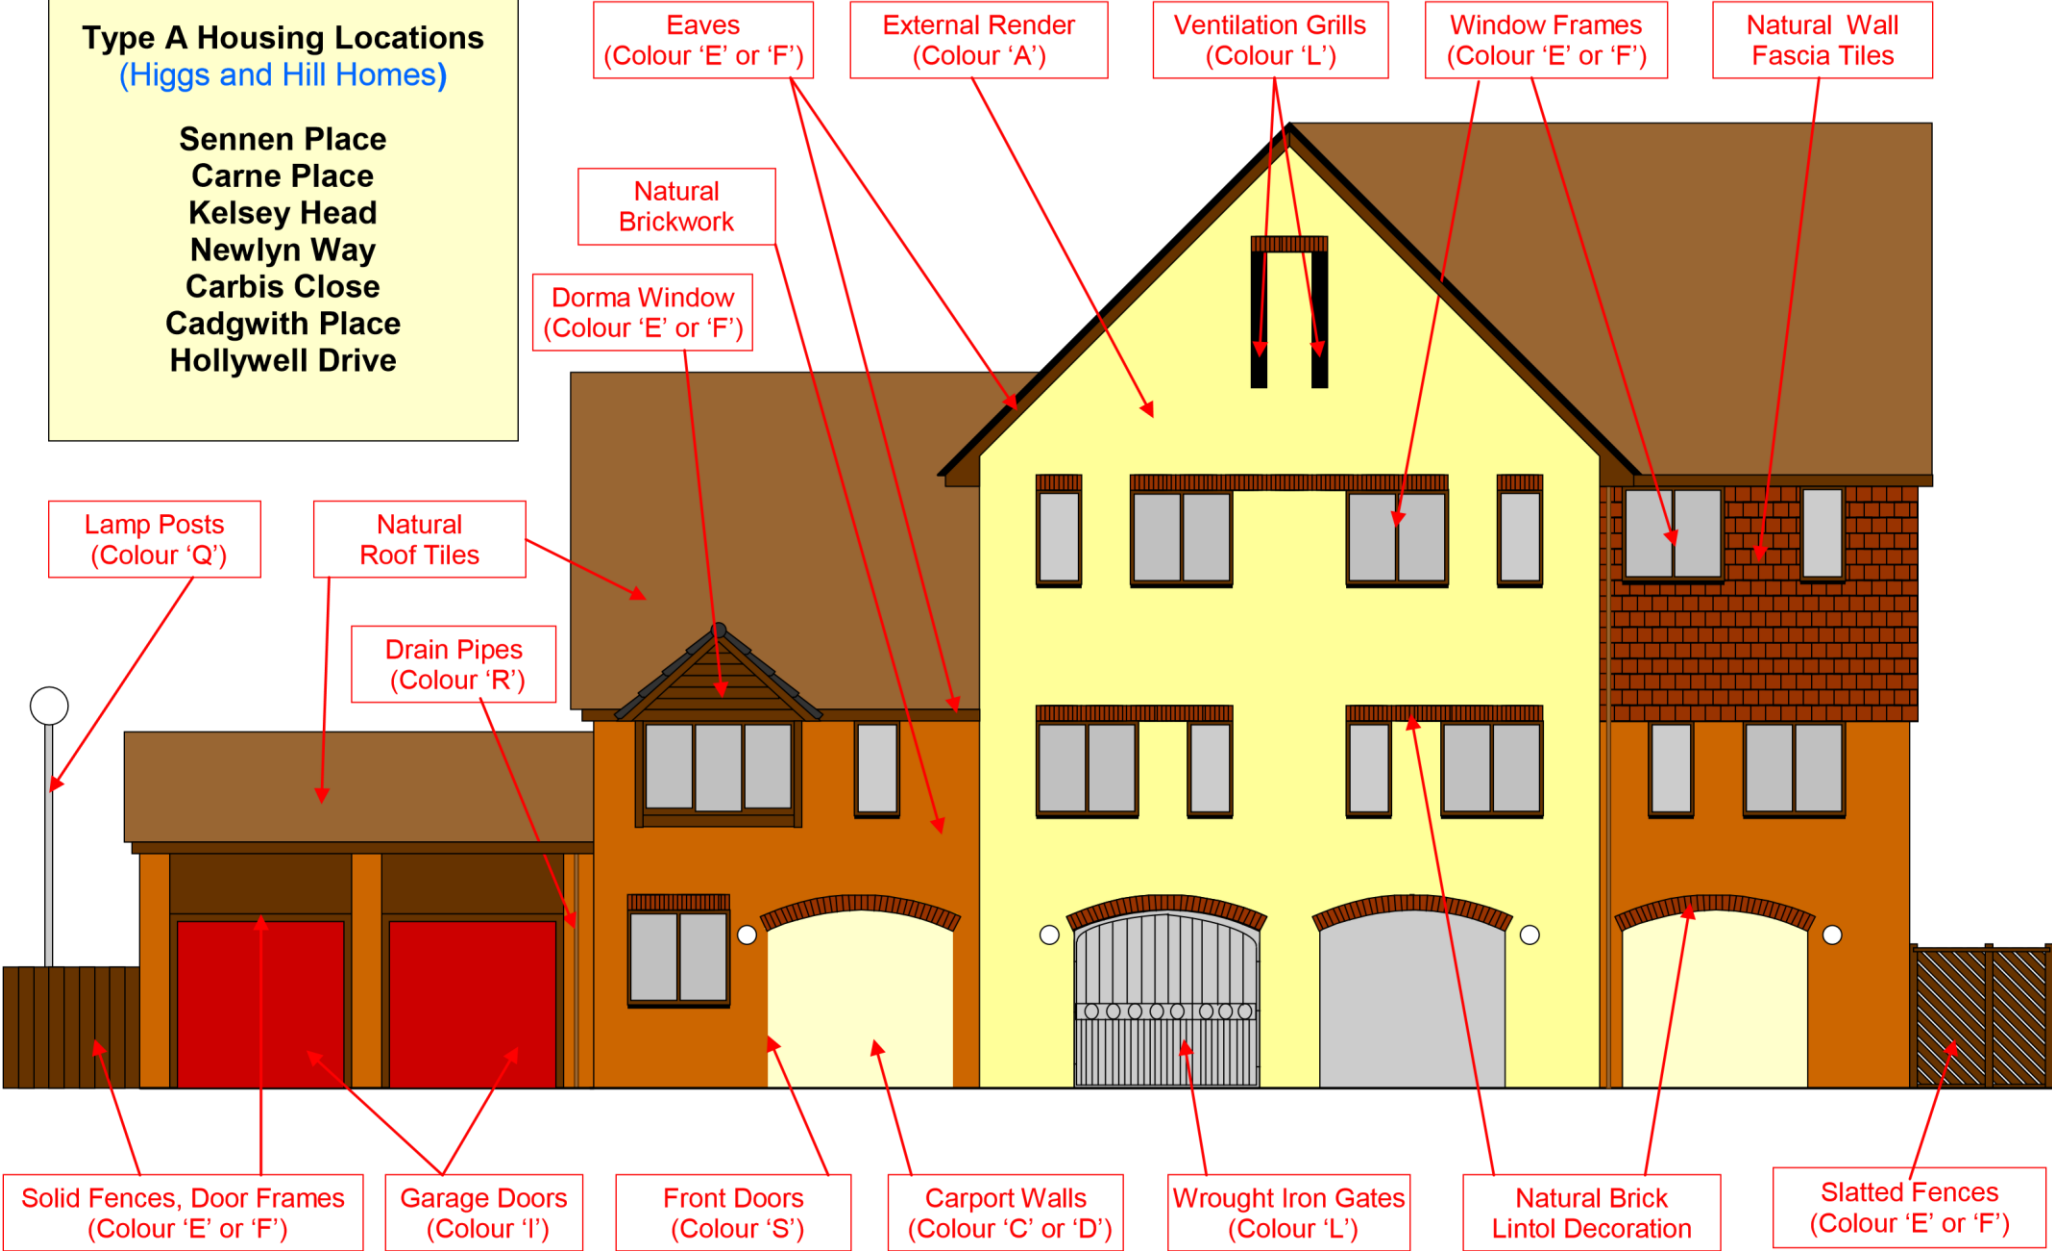 Type A Housing Locations
(Higgs and Hill Homes)
Sennen Place
Carne Place
Kelsey Head
Newlyn Way
Carbis Close
Cadgwith Place
Hollywell Drive
Eaves
(Colour ‘E’ or ‘F’)
External Render
(Colour ‘A’)
Ventilation Grills
(Colour ‘L’)
Window Frames
(Colour ‘E’ or ‘F’)
Natural Wall
Fascia Tiles
Natural
Brickwork
Dorma Window
(Colour ‘E’ or ‘F’)
Lamp Posts
(Colour ‘Q’)
Natural
Roof Tiles
Drain Pipes
(Colour ‘R’)
Solid Fences, Door Frames
(Colour ‘E’ or ‘F’)
Garage Doors
(Colour ‘I’)
Front Doors
(Colour ‘S’)
Carport Walls
(Colour ‘C’ or ‘D’)
Wrought Iron Gates
(Colour ‘L’)
Natural Brick
Lintol Decoration
Slatted Fences
(Colour ‘E’ or ‘F’)